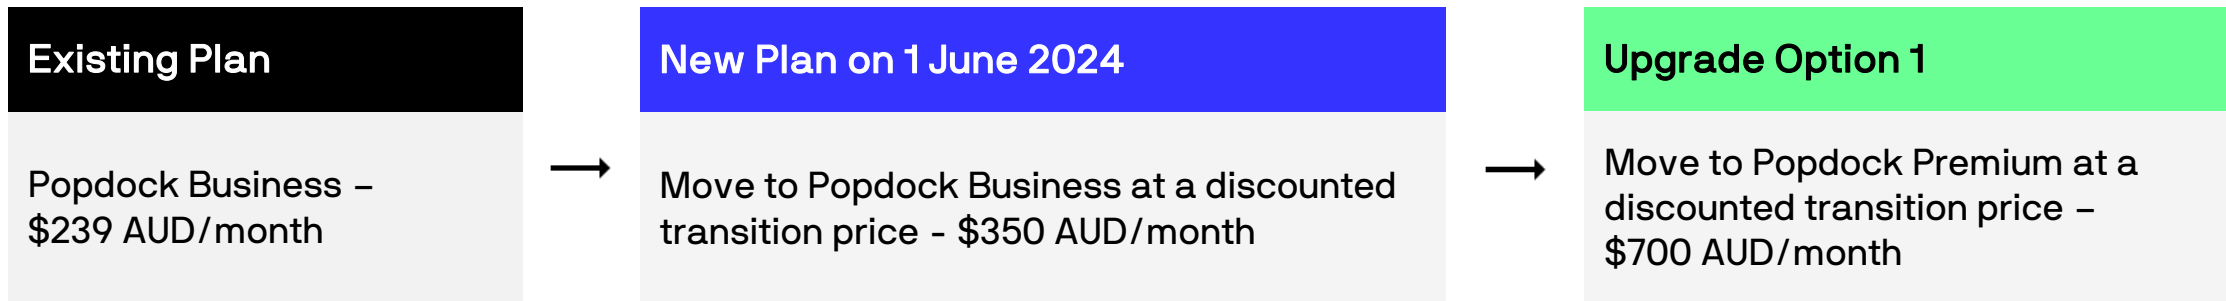 Existing Plan
Popdock Business –
$239 AUD/month
New Plan on 1 June 2024
Move to Popdock Business at a discounted
transition price - $350 AUD/month
Upgrade Option 1
Move to Popdock Premium at a
discounted transition price –
$700 AUD/month